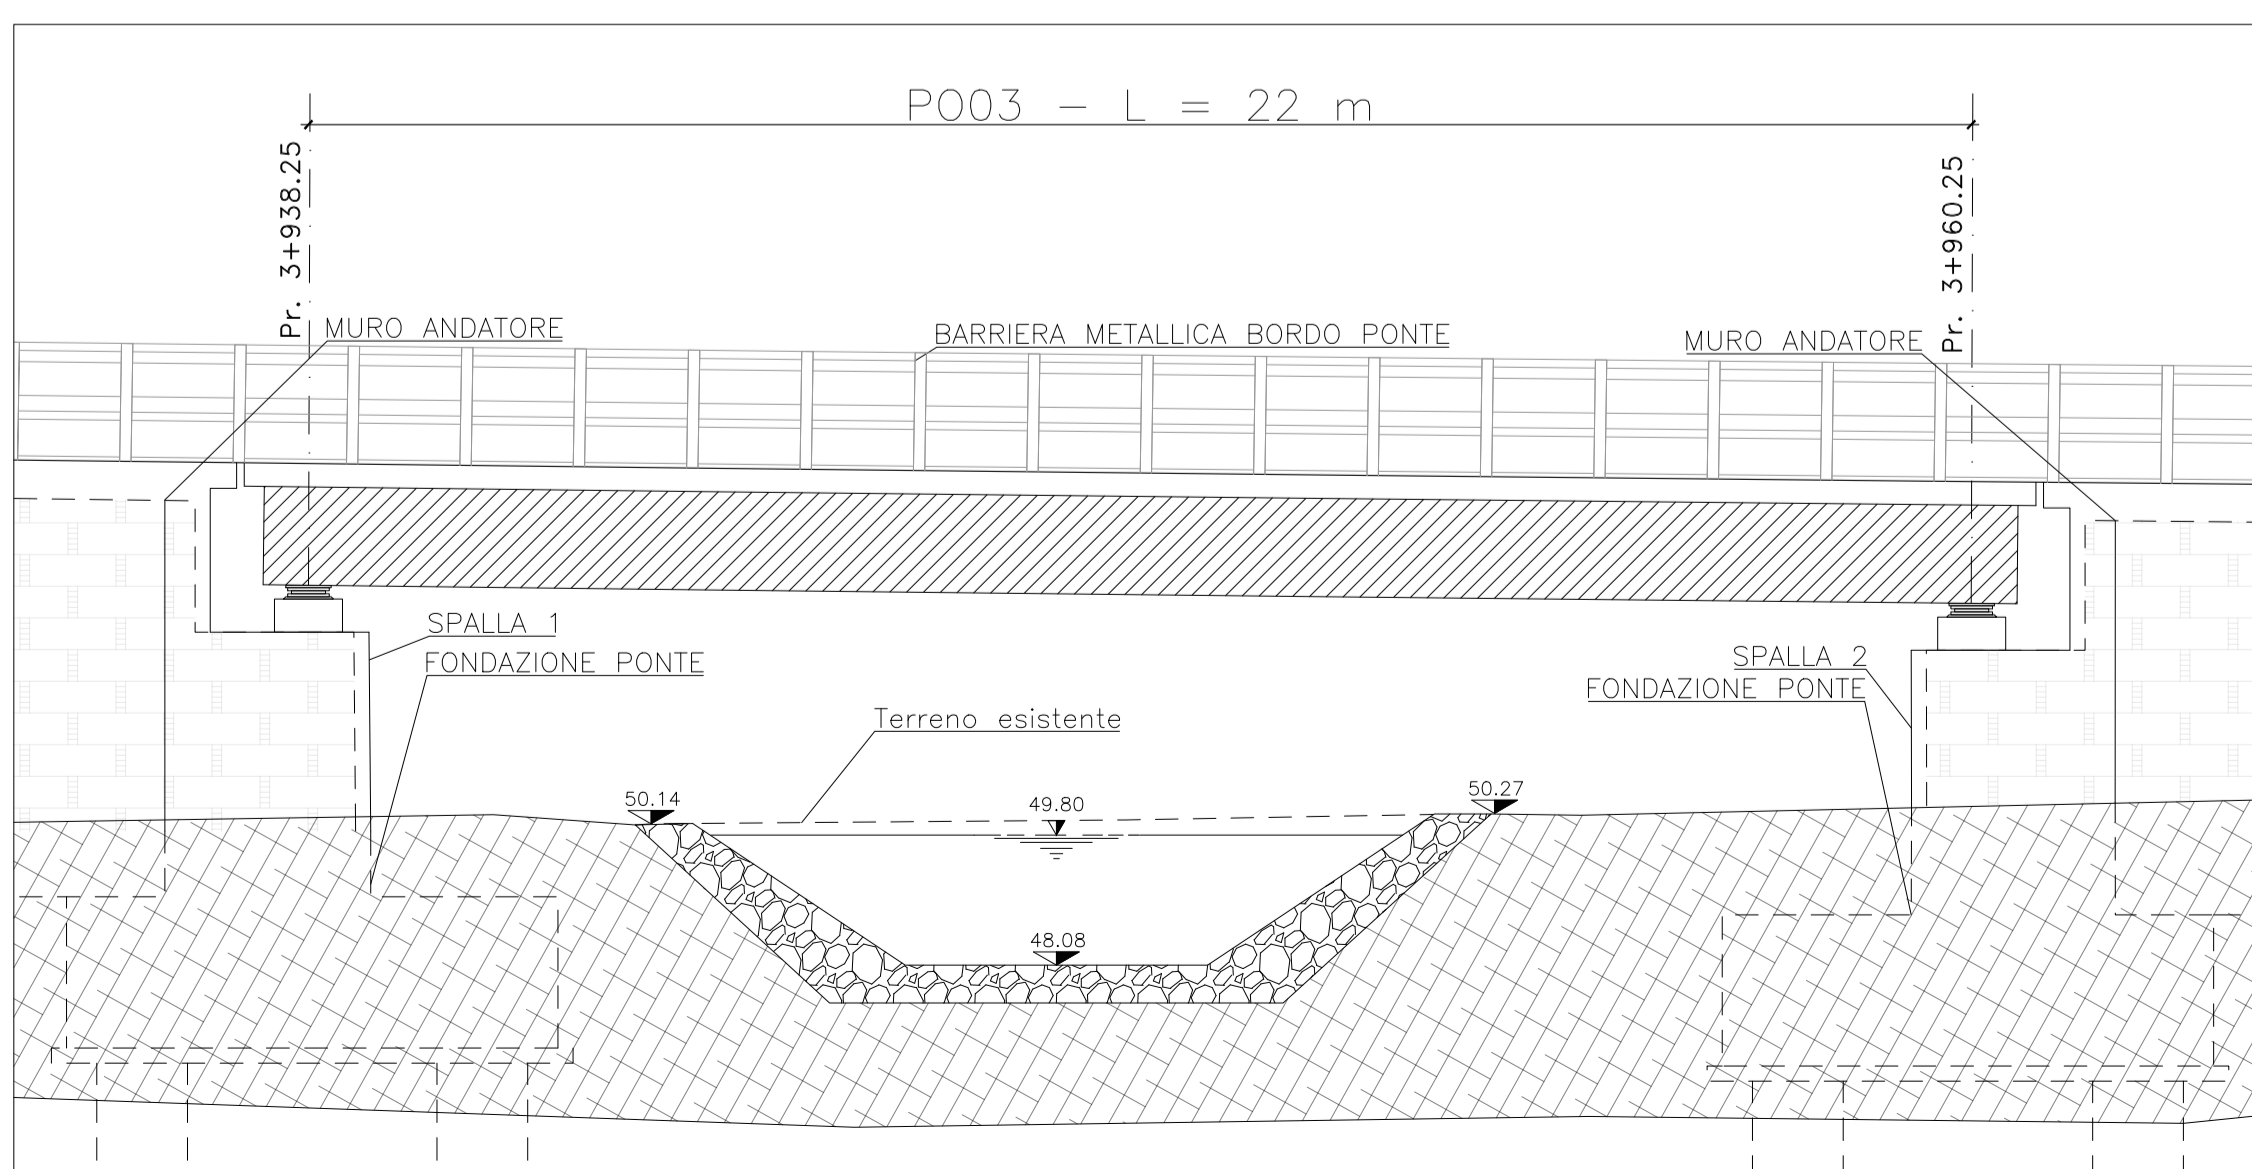 PO03 - L = 22 m
Pr. 3+938.25
Pr. 3+960.25
MURO ANDATORE
BARRIERA METALLICA BORDO PONTE
MURO ANDATORE
SPALLA 1
FONDAZIONE PONTE
SPALLA 2
FONDAZIONE PONTE
Terreno esistente
50.14
49.80
50.27
48.08